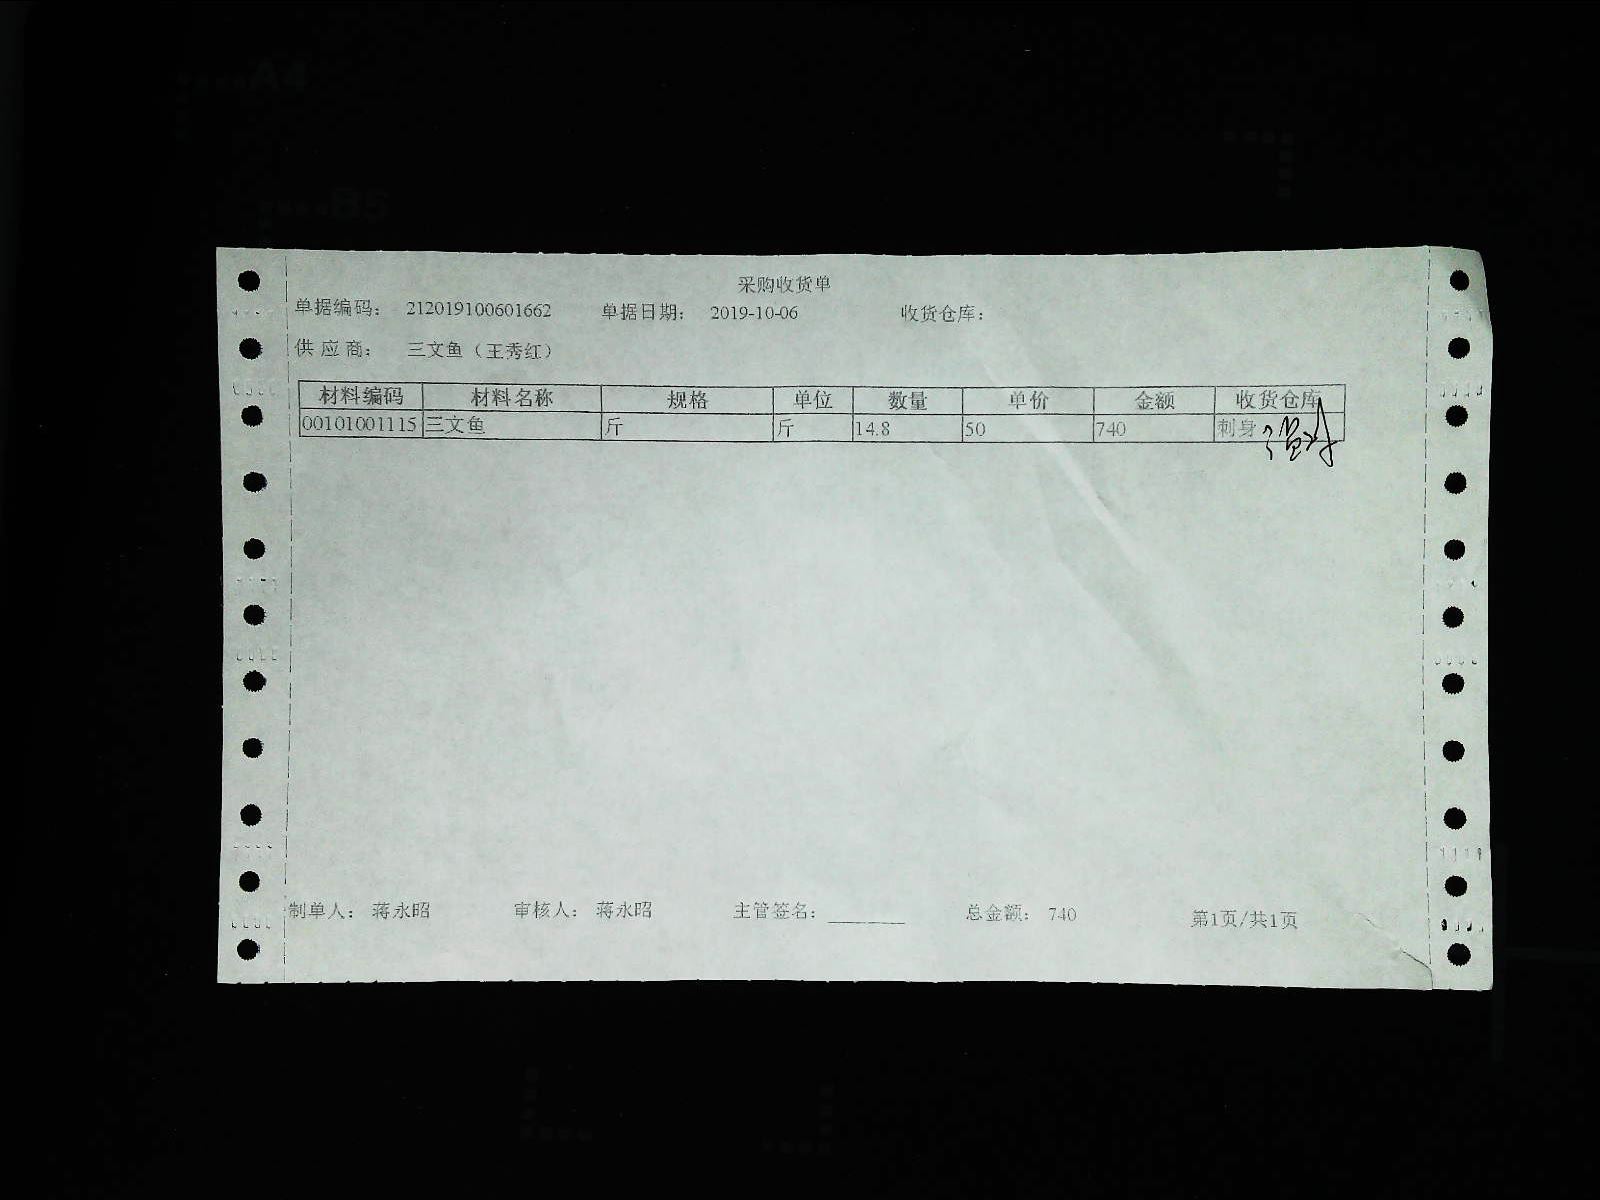 A4
B5
采购收货单
单据编码： 212019100601662 单据日期： 2019-10-06 收货仓库：
供应商： 三文鱼（王秀红）
材料编码 材料名称 规格 单位 数量 单价 金额 收货仓库
00101001115 三文鱼 斤 斤 14.8 50 740 刺身
制单人： 蒋永昭 审核人： 蒋永昭 主管签名： ________ 总金额： 740 第1页/共1页